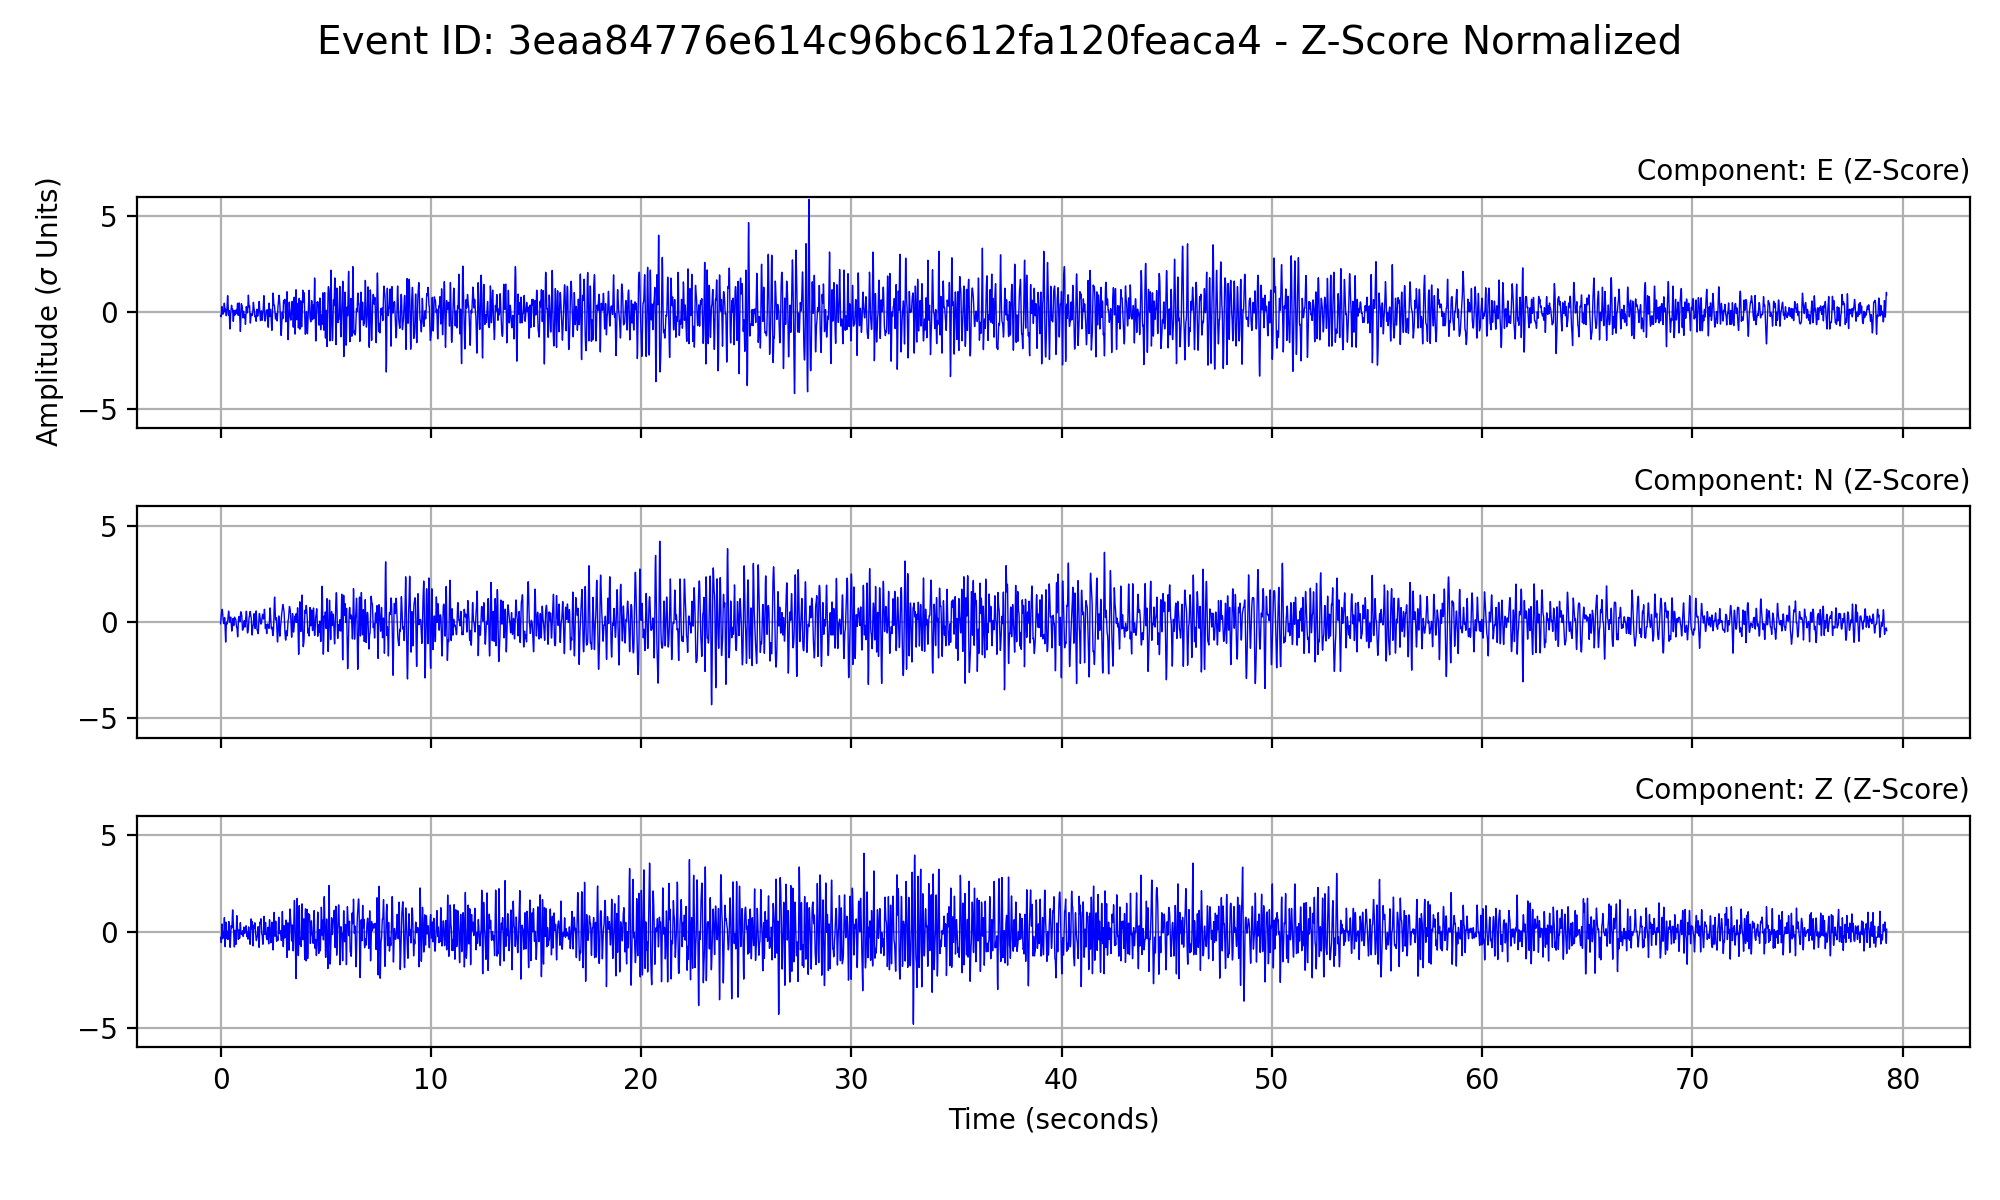 Event ID: 3eaa84776e614c96bc612fa120feaca4 - Z-Score Normalized
Component: E (Z-Score)
Amplitude (σ Units)
5
0
−5
Component: N (Z-Score)
5
0
−5
Component: Z (Z-Score)
5
0
−5
0 10 20 30 40 50 60 70 80
Time (seconds)